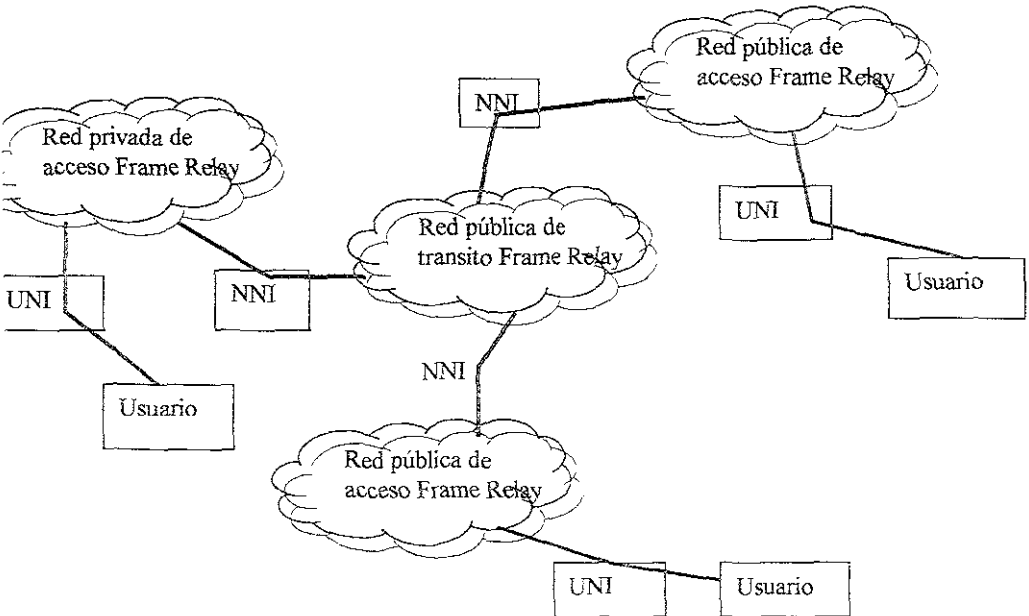 Red pública de
acceso Frame Relay
NNI
Red privada de
acceso Frame Relay
UNI
Red pública de
transito Frame Relay
Usuario
UNI
NNI
NNI
Usuario
Red pública de
acceso Frame Relay
UNI
Usuario